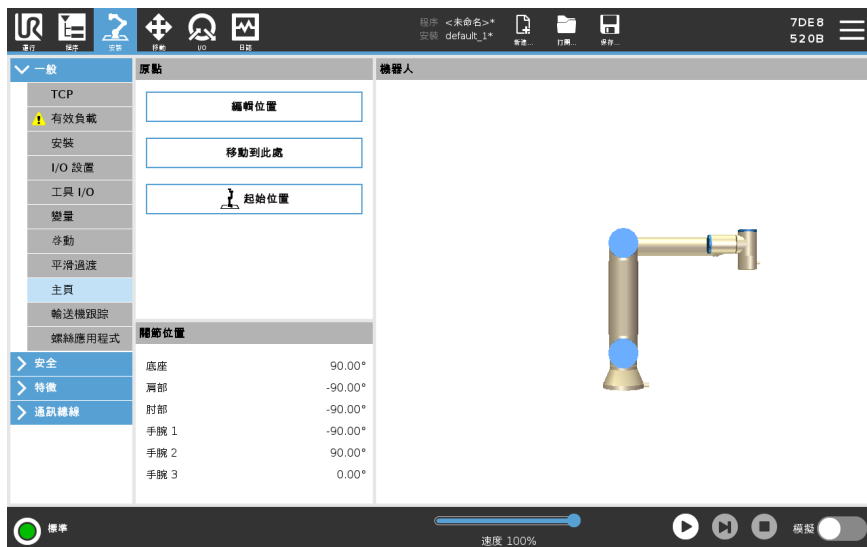 UR
運行
程序
安裝
移動
I/O
日誌
程序 <未命名>*
安裝 default_1*
新建...
打開...
保存...
7DE8
520B
一般
TCP
有效負載
安裝
I/O 設置
工具 I/O
變量
平滑過渡
主頁
輸送機跟踪
螺絲應用程式
安全
特徵
通訊總線
原點
編輯位置
移動到此處
起始位置
關節位置
底座 90.00°
肩部 -90.00°
肘部 -90.00°
手腕 1 -90.00°
手腕 2 90.00°
手腕 3 0.00°
機器人
標準
速度 100%
模擬